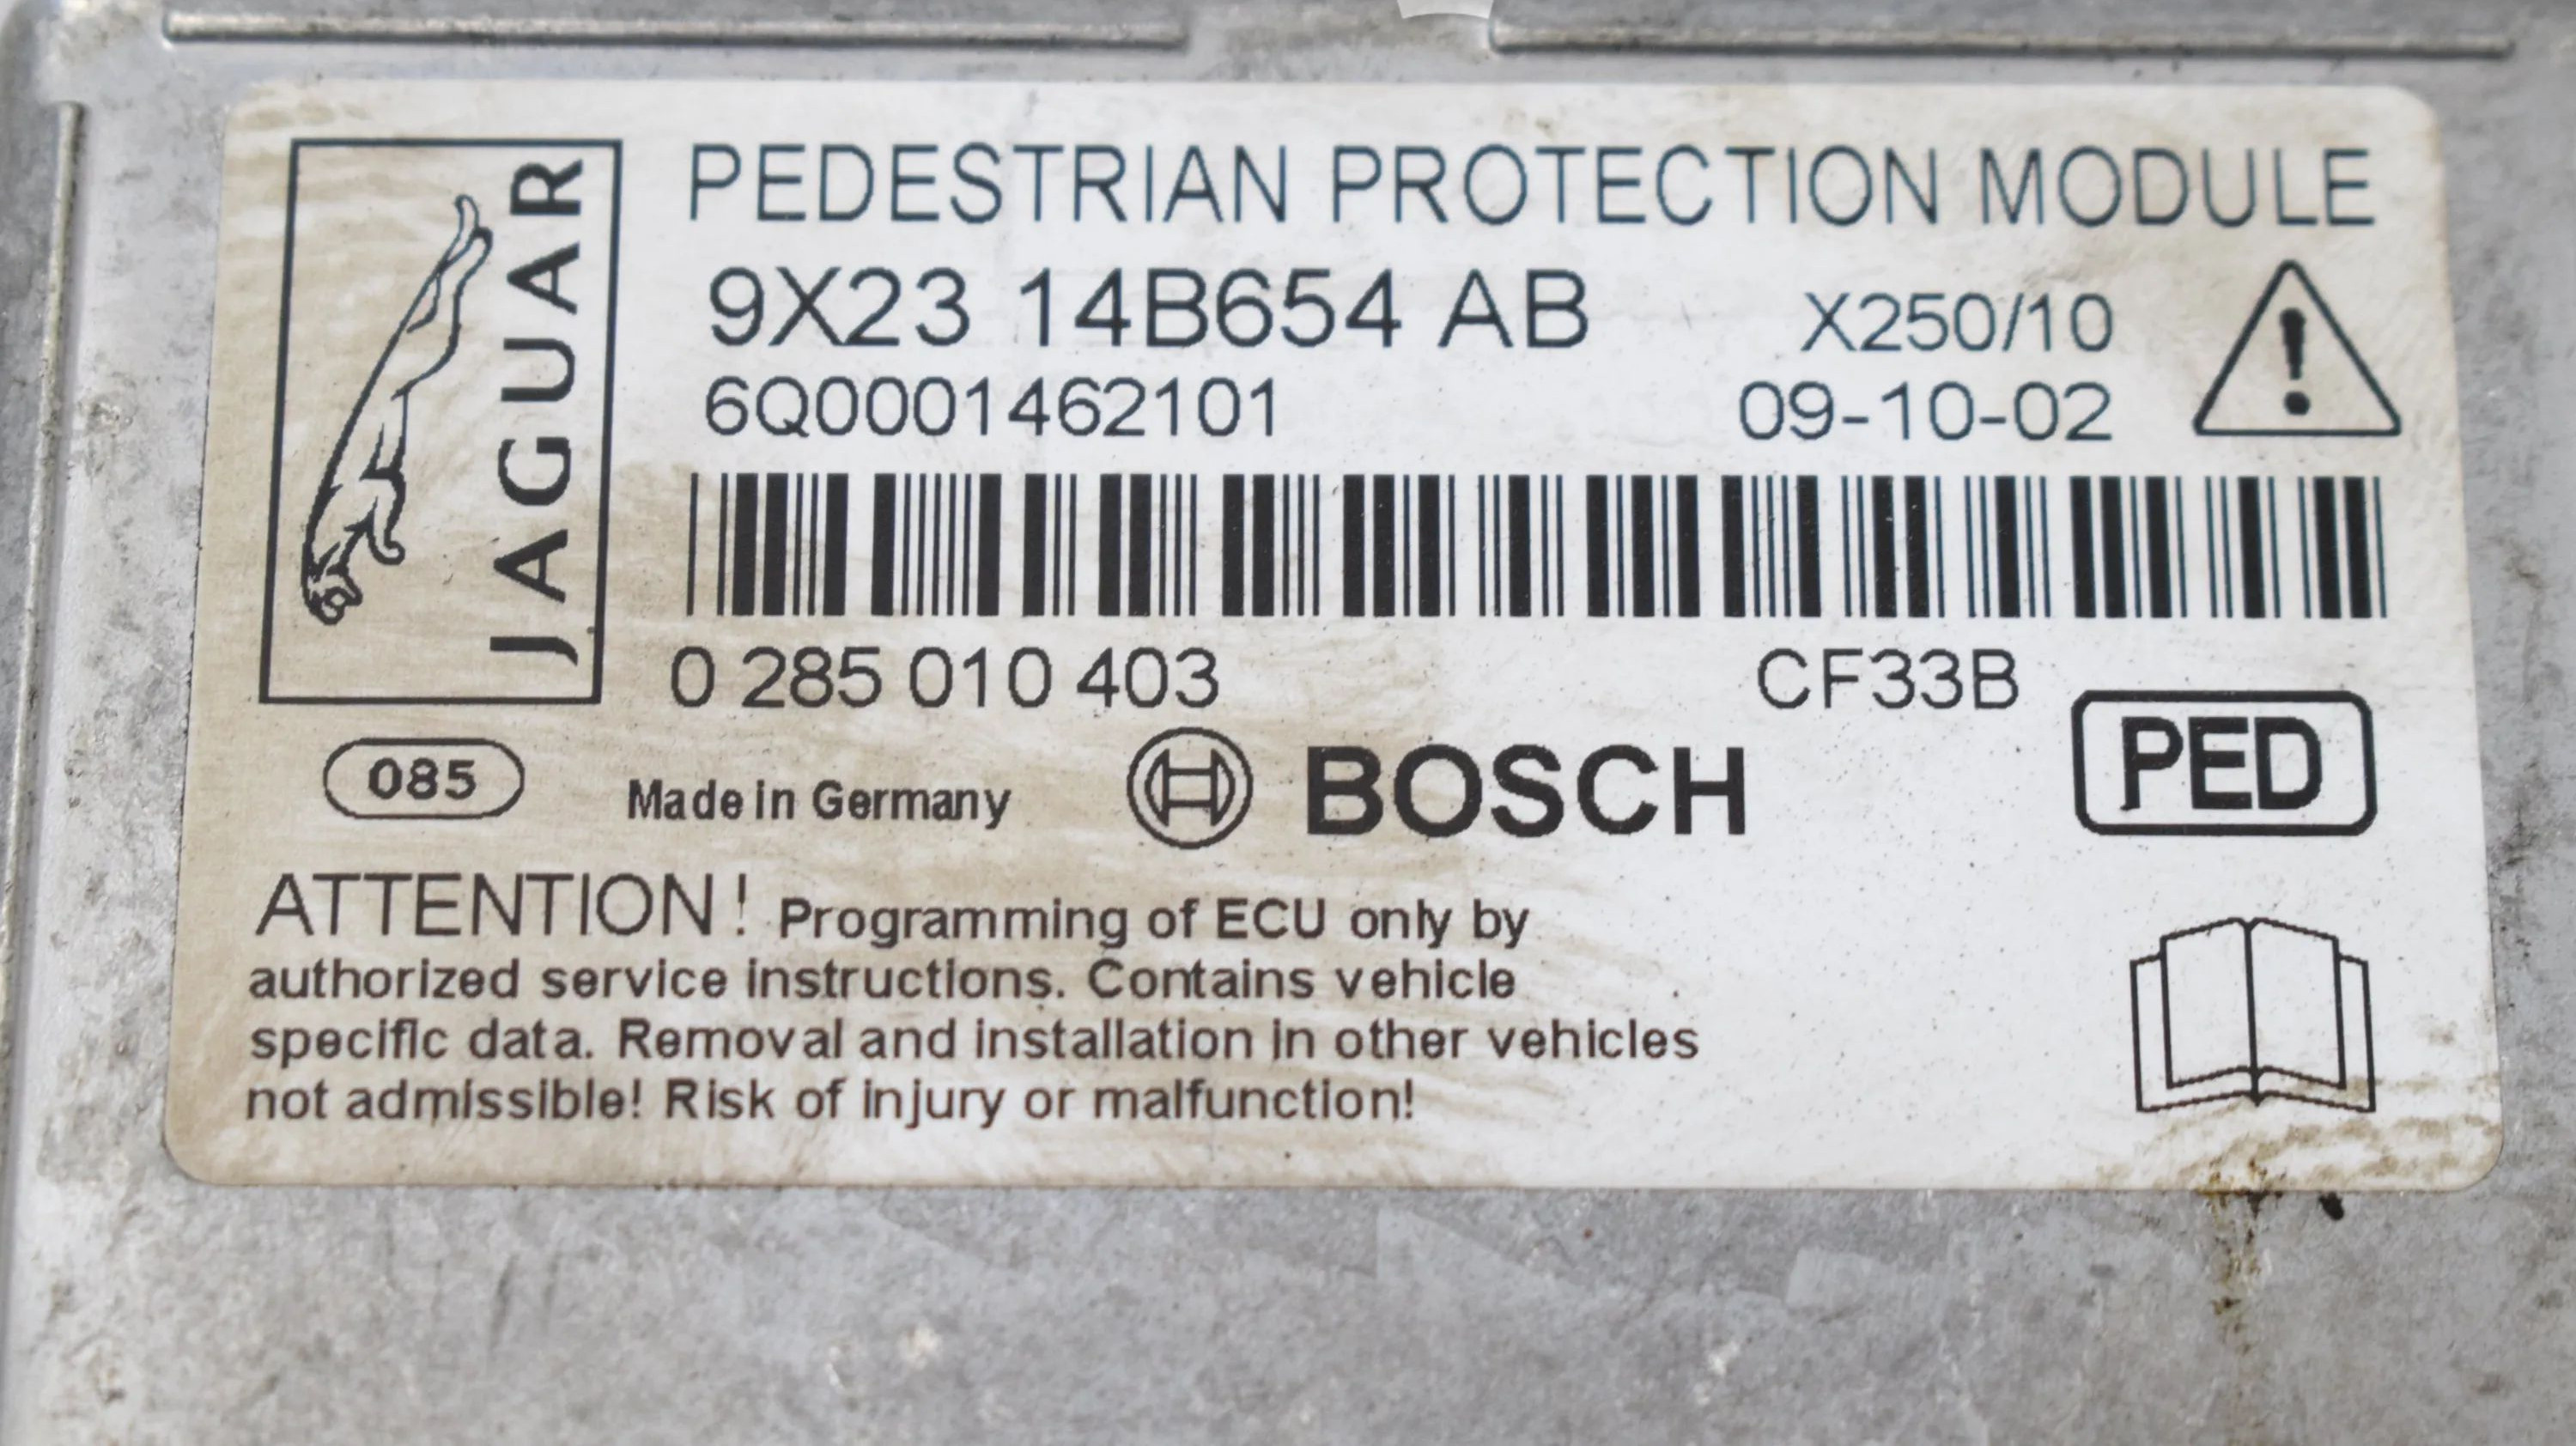 JAGUAR
PEDESTRIAN PROTECTION MODULE
9X23 14B654 AB
X250/10
6Q0001462101
09-10-02
0 285 010 403
CF33B
085
Made in Germany
BOSCH
PED
ATTENTION! Programming of ECU only by
authorized service instructions. Contains vehicle
specific data. Removal and installation in other vehicles
not admissible! Risk of injury or malfunction!